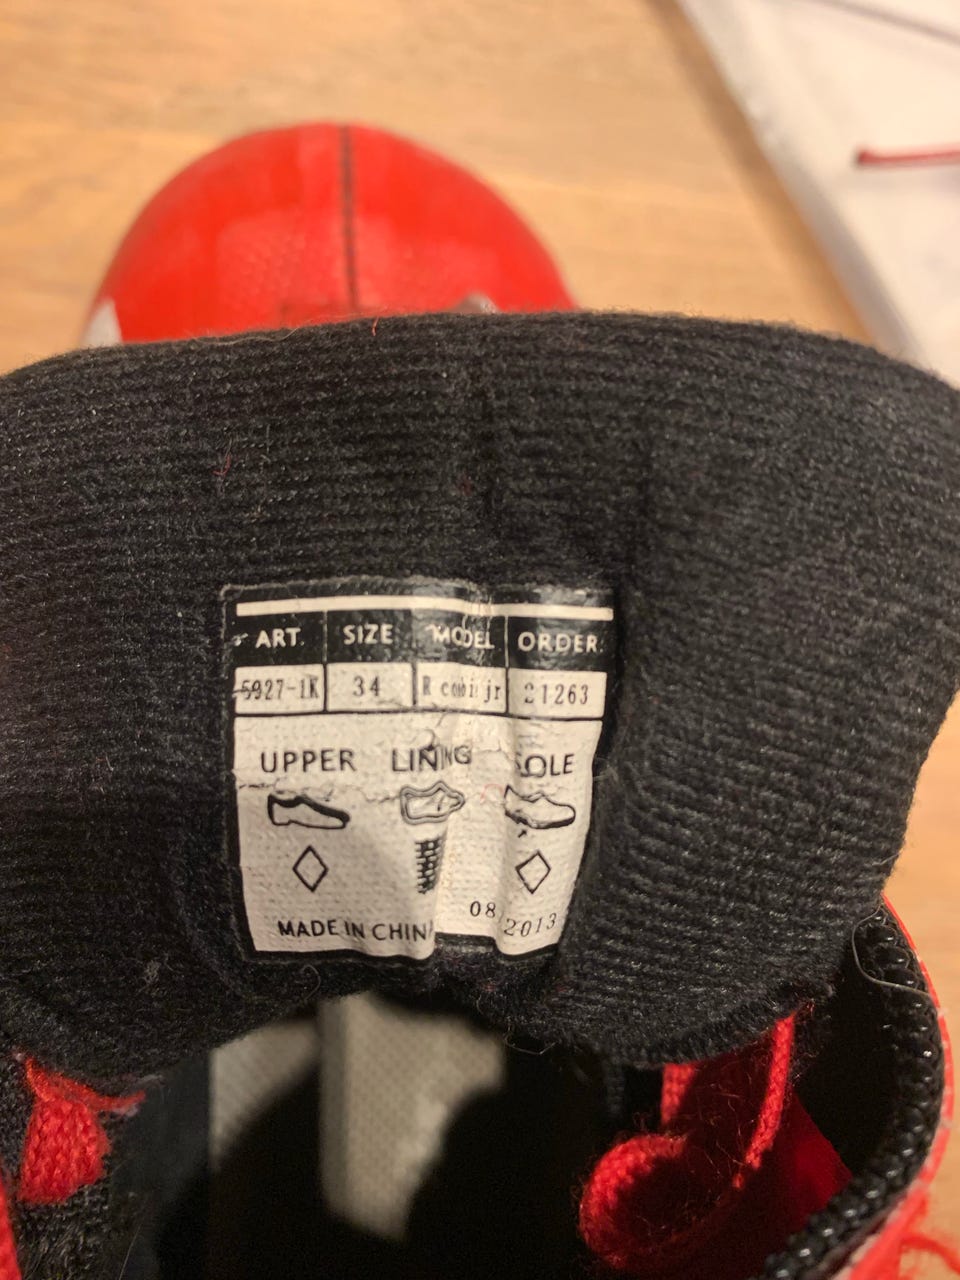 ART. SIZE MODEL ORDER:
5927-1K 34 R combi jr 21263
UPPER LINING SOLE
MADE IN CHINA 08 2013